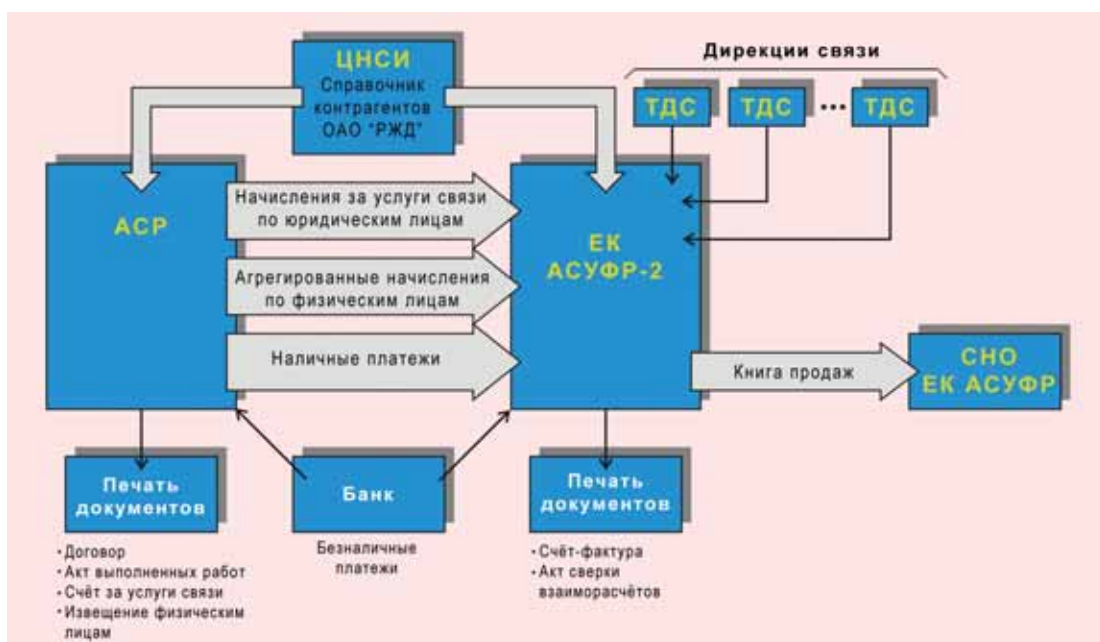 ЦНСИ
Справочник
контрагентов
ОАО "РЖД"
Дирекции связи
ТДС
ТДС
•••
ТДС
АСР
Начисления за услуги связи
по юридическим лицам
Агрегированные начисления
по физическим лицам
Наличные платежи
ЕК
АСУФР-2
Книга продаж
СНО
ЕК АСУФР
Печать
документов
• Договор
• Акт выполненных работ
• Счёт за услуги связи
• Извещение физическим
лицам
Банк
Безналичные
платежи
Печать
документов
• Счёт-фактура
• Акт сверки
взаиморасчётов